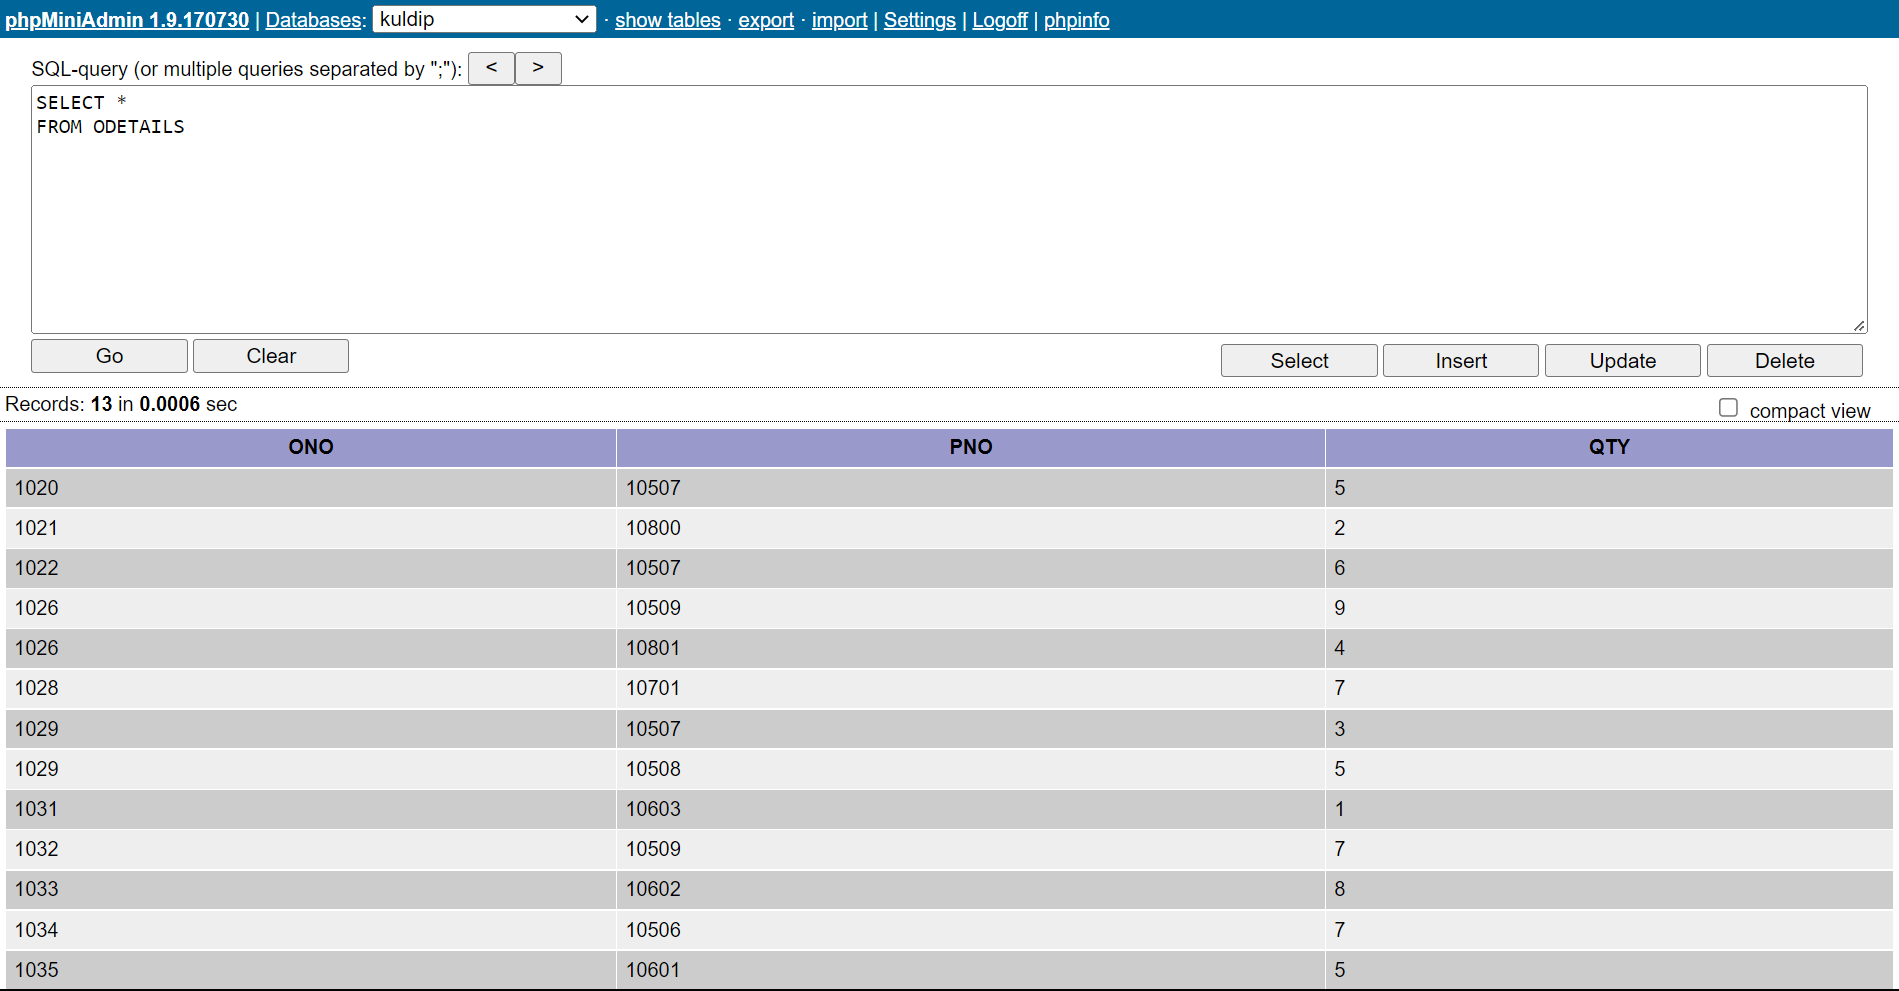 phpMiniAdmin 1.9.170730 | Databases: kuldip · show tables · export · import | Settings | Logoff | phpinfo
SQL-query (or multiple queries separated by ";"): < >
SELECT *
FROM ODETAILS
Go Clear Select Insert Update Delete
Records: 13 in 0.0006 sec compact view
ONO PNO QTY
1020 10507 5
1021 10800 2
1022 10507 6
1026 10509 9
1026 10801 4
1028 10701 7
1029 10507 3
1029 10508 5
1031 10603 1
1032 10509 7
1033 10602 8
1034 10506 7
1035 10601 5